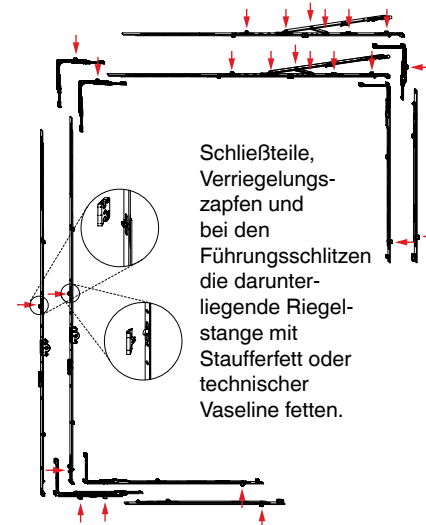 Schließteile,
Verriegelungs-
zapfen und
bei den
Führungsschlitzen
die darunter-
liegende Riegel-
stange mit
Staufferfett oder
technischer
Vaseline fetten.